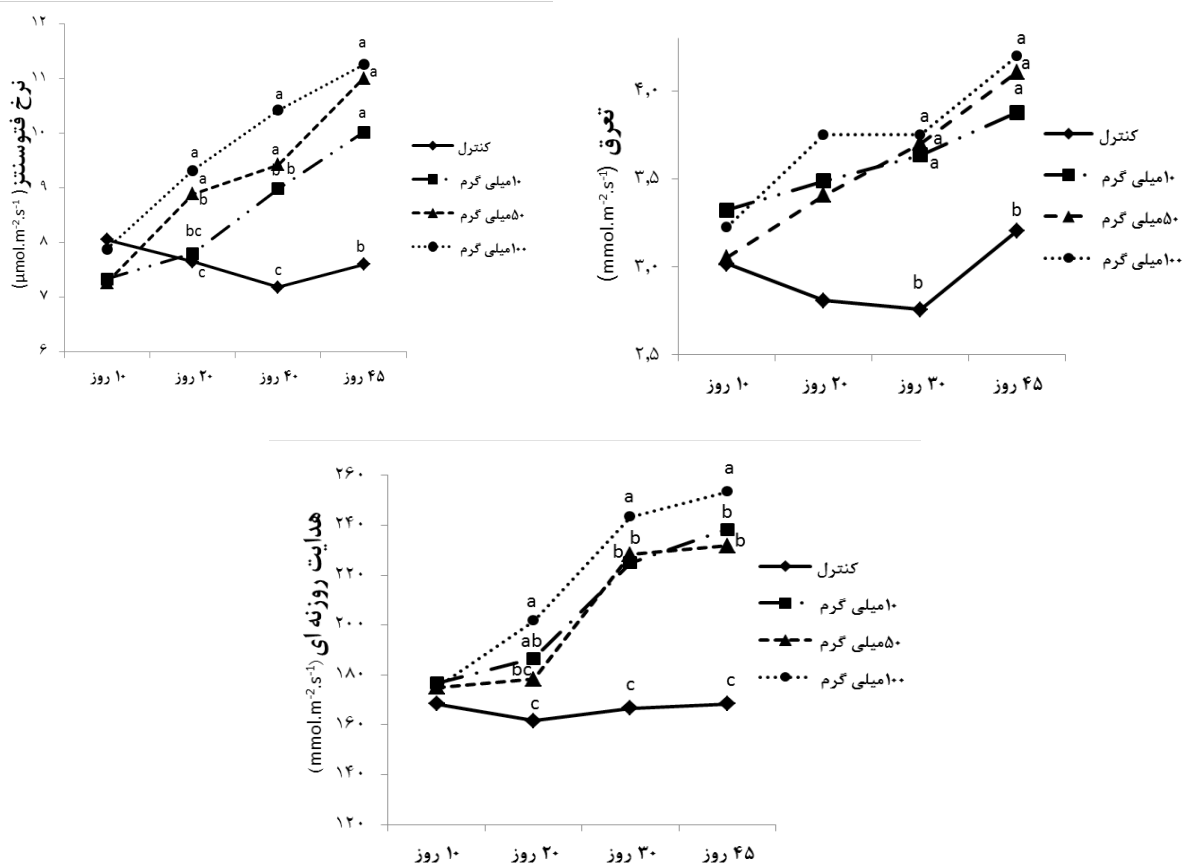 ۱۲
a
a
۱۱
a
a
a
۱۰
a
a
a
b
b
۹
b
bc
۸
b
c
c
۷
۶
نرخ فتوسنتز (µmol.m-2.s-1)
۱۰ روز
۲۰ روز
۴۰ روز
۴۵ روز
کنترل
۱۰میلی گرم
۵۰میلی گرم
۱۰۰میلی گرم
a
a
۴٫۰
a
a
a
a
۳٫۵
b
۳٫۰
b
۲٫۵
تعرق (mmol.m-2.s-1)
۱۰ روز
۲۰ روز
۳۰ روز
۴۵ روز
کنترل
۱۰میلی گرم
۵۰میلی گرم
۱۰۰میلی گرم
۲۶۰
a
a
۲۴۰
b
b
b
b
۲۲۰
a
۲۰۰
ab
۱۸۰
bc
c
c
c
۱۶۰
۱۴۰
۱۲۰
هدایت روزنه ای (mmol.m-2.s-1)
۱۰ روز
۲۰ روز
۳۰ روز
۴۵ روز
کنترل
۱۰میلی گرم
۵۰میلی گرم
۱۰۰میلی گرم